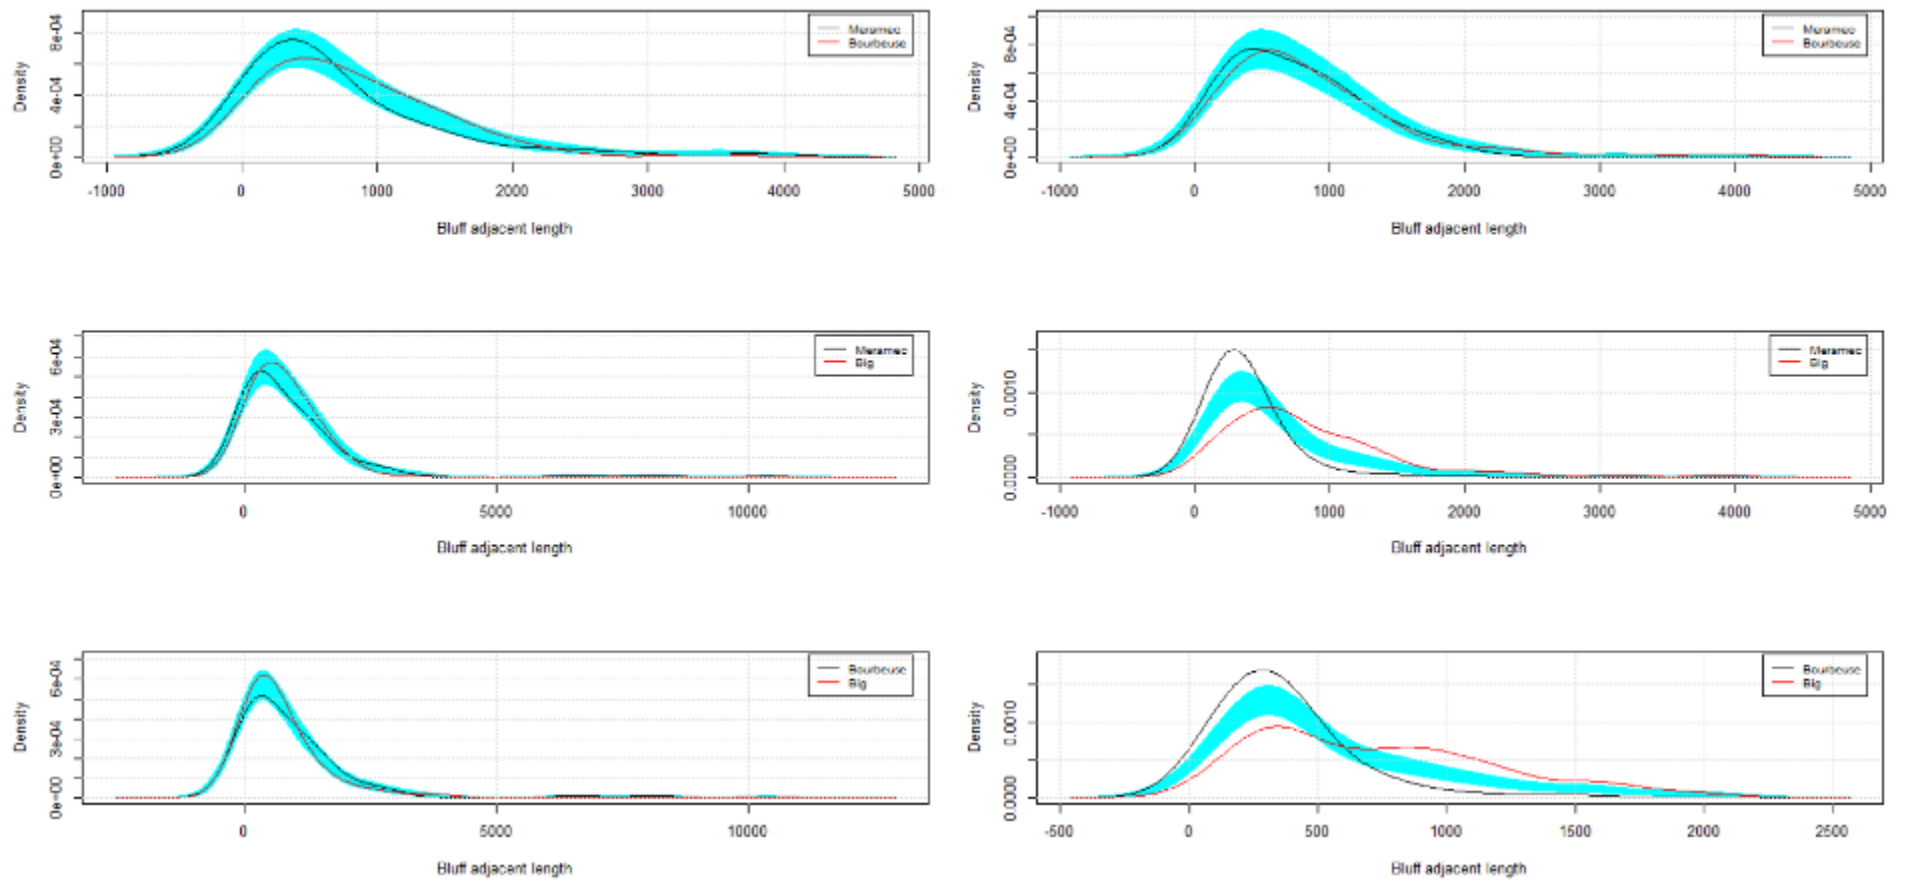 Density
8e-04
4e-04
0e+00
Meramec
Bourbeuse
-1000 0 1000 2000 3000 4000 5000
Bluff adjacent length
Density
8e-04
4e-04
0e+00
Meramec
Bourbeuse
-1000 0 1000 2000 3000 4000 5000
Bluff adjacent length
Density
6e-04
3e-04
0e+00
Meramec
Big
0 5000 10000
Bluff adjacent length
Density
0.0010
0.0000
Meramec
Big
-1000 0 1000 2000 3000 4000 5000
Bluff adjacent length
Density
6e-04
3e-04
0e+00
Bourbeuse
Big
0 5000 10000
Bluff adjacent length
Density
0.0010
0.0000
Bourbeuse
Big
-500 0 500 1000 1500 2000 2500
Bluff adjacent length